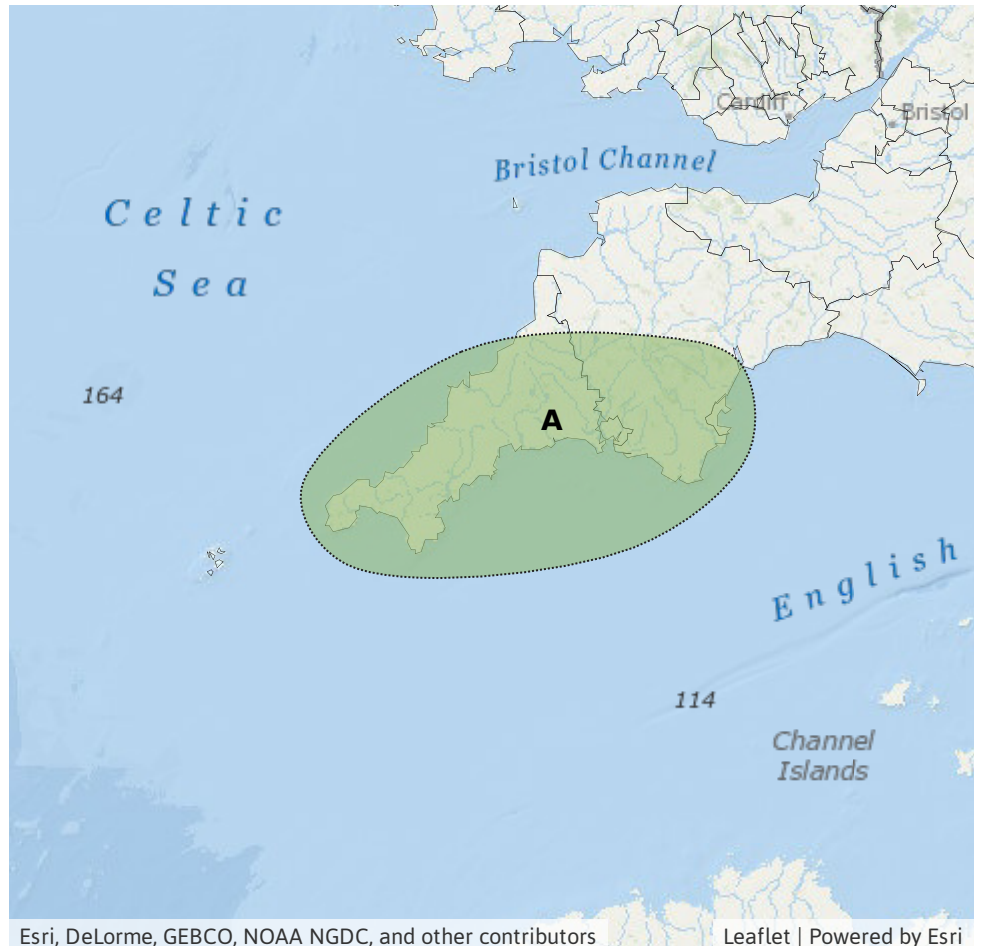 Cardiff
Bristol
Bristol Channel
Celtic
Sea
164
A
English
114
Channel
Islands
Esri, DeLorme, GEBCO, NOAA NGDC, and other contributors
Leaflet | Powered by Esri